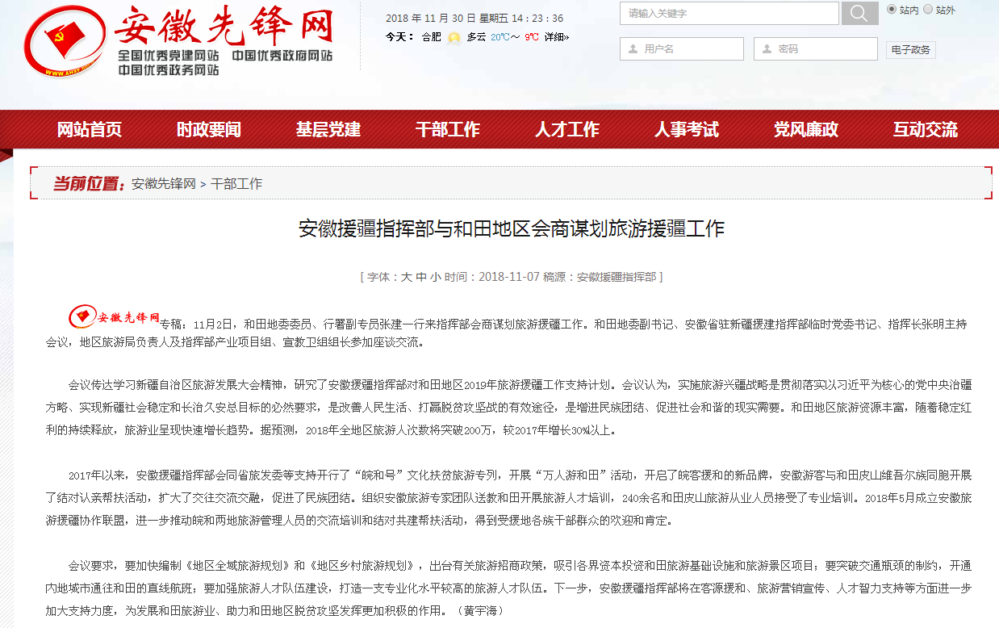 安徽先锋网
全国优秀党建网站 中国优秀政府网站
中国优秀政务网站
WWW.AHXF.GOV.CN
2018 年 11 月 30 日 星期五 14 : 23 : 36
今天： 合肥 多云 20℃～ 9℃ 详细»
请输入关键字
站内 站外
用户名 密码 电子政务
网站首页 时政要闻 基层党建 干部工作 人才工作 人事考试 党风廉政 互动交流
当前位置： 安徽先锋网 > 干部工作
安徽援疆指挥部与和田地区会商谋划旅游援疆工作
[ 字体：大 中 小 时间：2018-11-07 稿源：安徽援疆指挥部 ]
安徽先锋网专稿：11月2日，和田地委委员、行署副专员张建一行来指挥部会商谋划旅游援疆工作。和田地委副书记、安徽省驻新疆援建指挥部临时党委书记、指挥长张明主持
会议，地区旅游局负责人及指挥部产业项目组、宣教卫组组长参加座谈交流。
会议传达学习新疆自治区旅游发展大会精神，研究了安徽援疆指挥部对和田地区2019年旅游援疆工作支持计划。会议认为，实施旅游兴疆战略是贯彻落实以习近平为核心的党中央治疆
方略、实现新疆社会稳定和长治久安总目标的必然要求，是改善人民生活、打赢脱贫攻坚战的有效途径，是增进民族团结、促进社会和谐的现实需要。和田地区旅游资源丰富，随着稳定红
利的持续释放，旅游业呈现快速增长趋势。据预测，2018年全地区旅游人次数将突破200万，较2017年增长30%以上。
2017年以来，安徽援疆指挥部会同省旅发委等支持开行了“皖和号”文化扶贫旅游专列，开展“万人游和田”活动，开启了皖客援和的新品牌，安徽游客与和田皮山维吾尔族同胞开展
了结对认亲帮扶活动，扩大了交往交流交融，促进了民族团结。组织安徽旅游专家团队送教和田开展旅游人才培训，240余名和田皮山旅游从业人员接受了专业培训。2018年5月成立安徽旅
游援疆协作联盟，进一步推动皖和两地旅游管理人员的交流培训和结对共建帮扶活动，得到受援地各族干部群众的欢迎和肯定。
会议要求，要加快编制《地区全域旅游规划》和《地区乡村旅游规划》，出台有关旅游招商政策，吸引各界资本投资和田旅游基础设施和旅游景区项目；要突破交通瓶颈的制约，开通
内地城市通往和田的直线航班；要加强旅游人才队伍建设，打造一支专业化水平较高的旅游人才队伍。下一步，安徽援疆指挥部将在客源援和、旅游营销宣传、人才智力支持等方面进一步
加大支持力度，为发展和田旅游业、助力和田地区脱贫攻坚发挥更加积极的作用。（黄宇海）